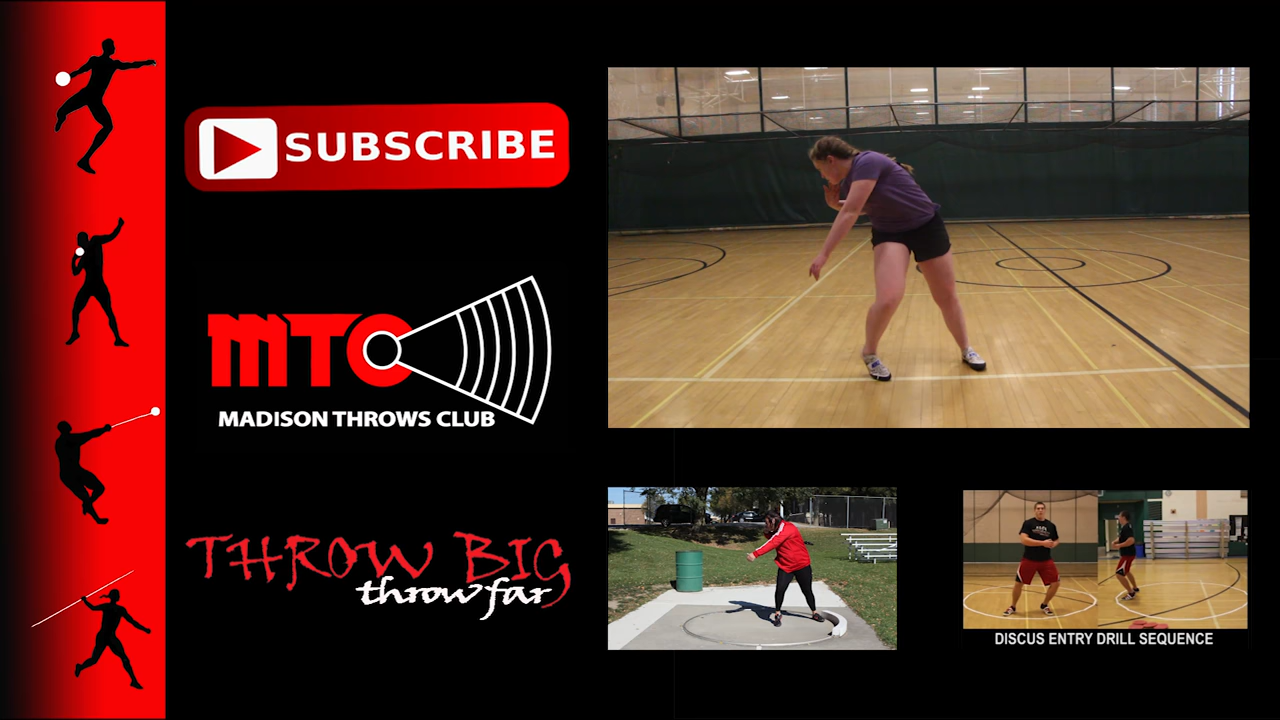 SUBSCRIBE
MTC
MADISON THROWS CLUB
THROW BIG
throw far
DISCUS ENTRY DRILL SEQUENCE